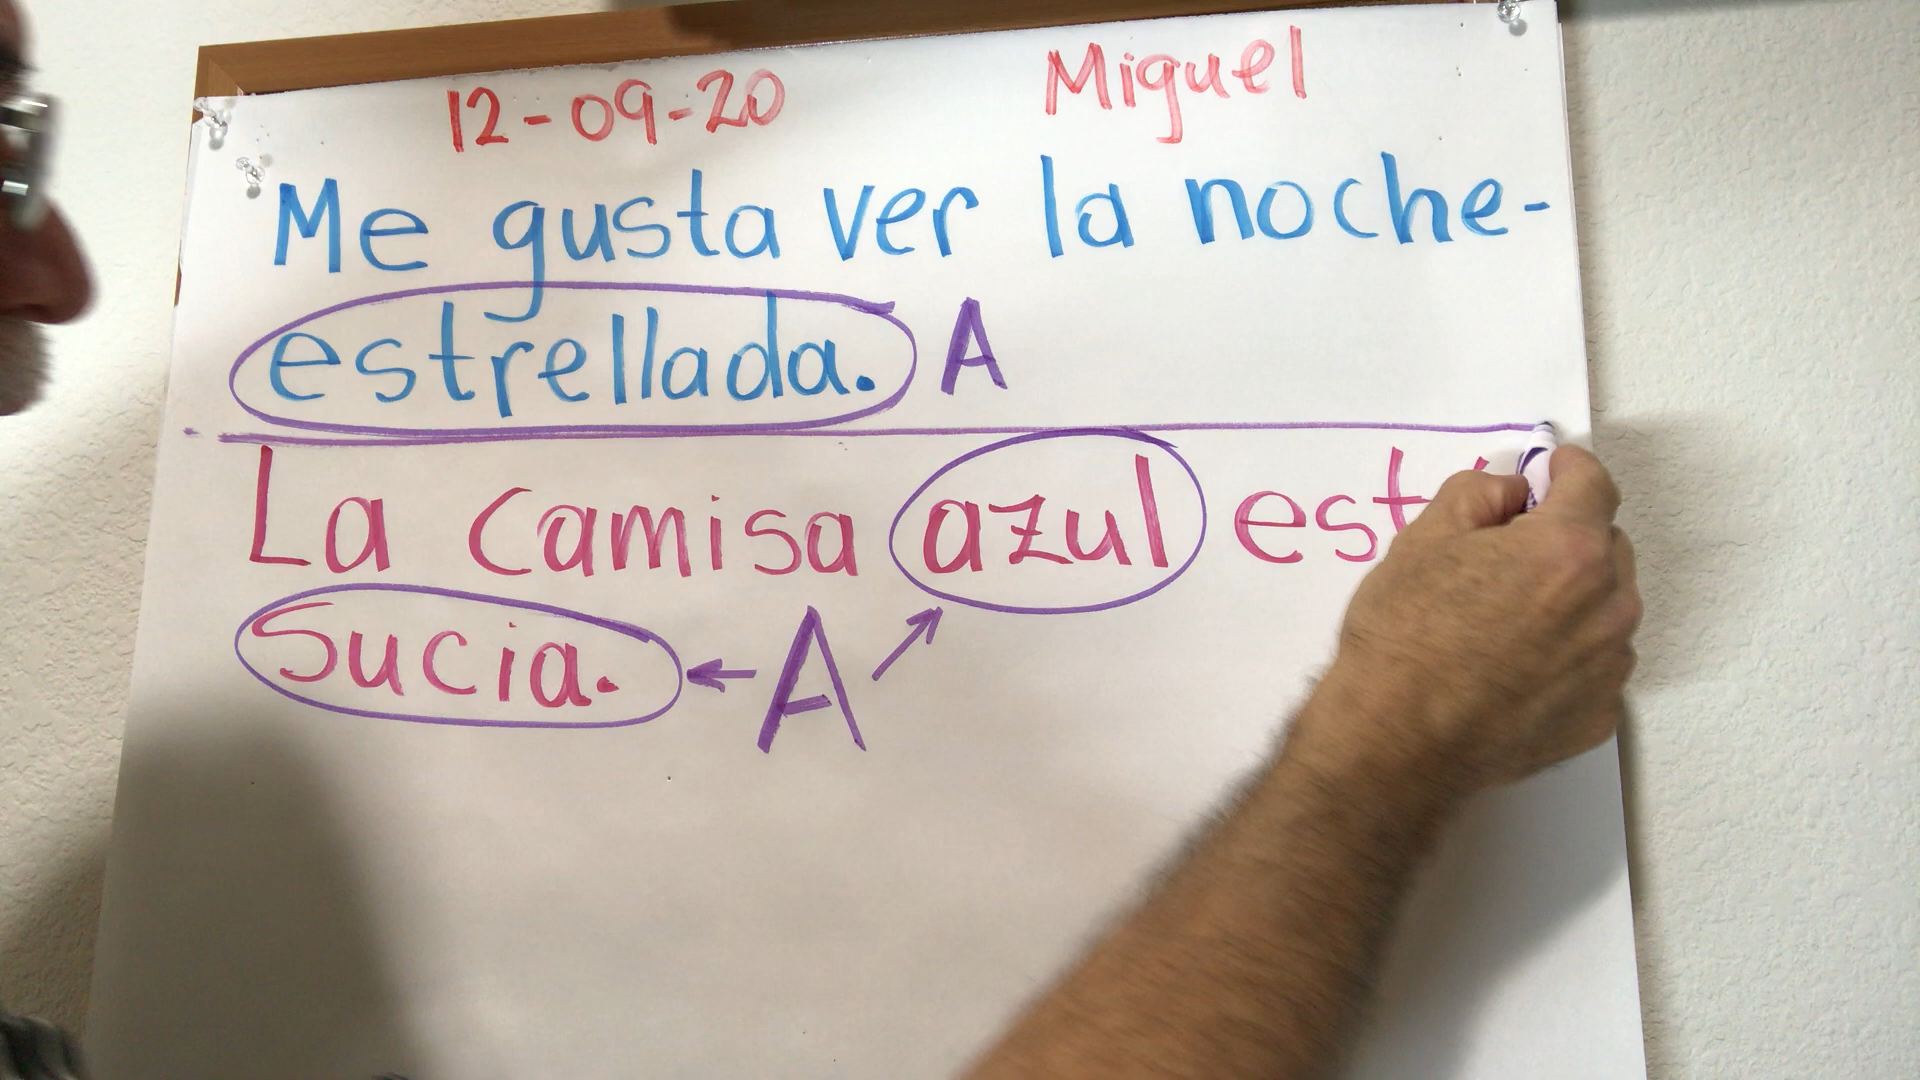 12-09-20 Miguel
Me gusta ver la noche-
estrellada. A
La camisa azul
sucia. A